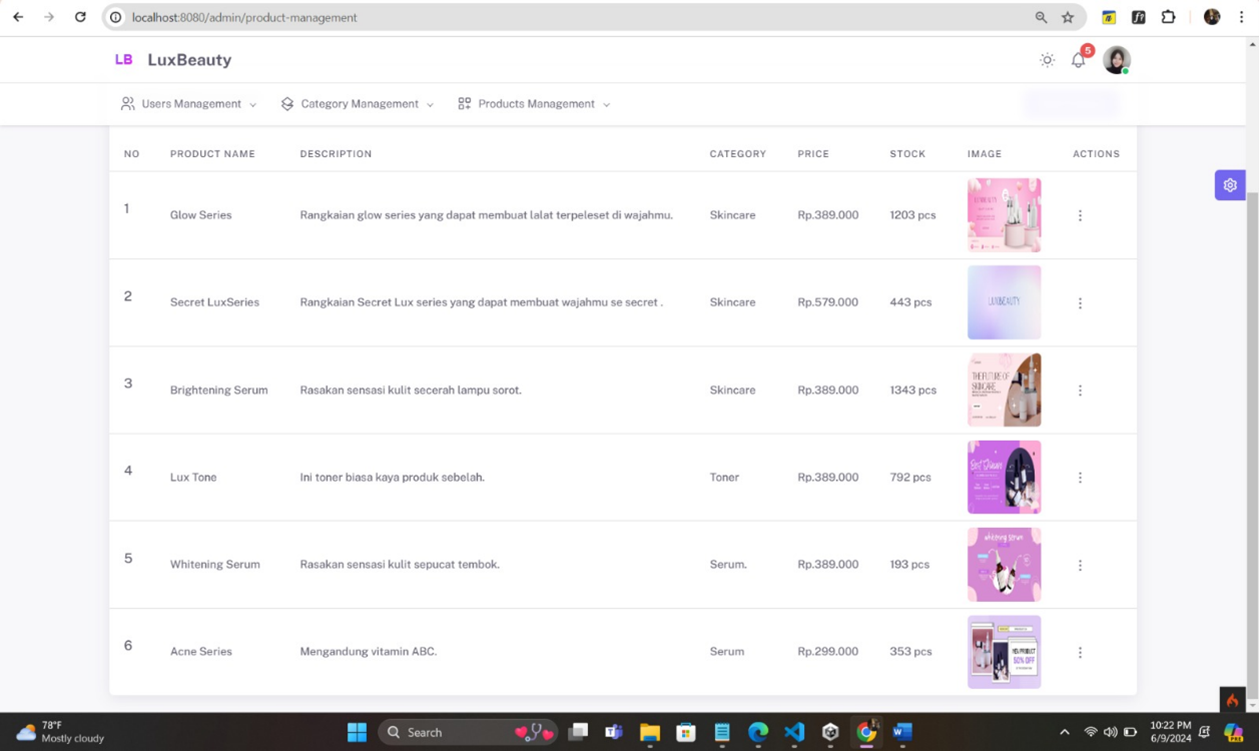 localhost:8080/admin/product-management
LB LuxBeauty 5
Users Management Category Management Products Management
NO PRODUCT NAME DESCRIPTION CATEGORY PRICE STOCK IMAGE ACTIONS
1 Glow Series Rangkaian glow series yang dapat membuat lalat terpeleset di wajahmu. Skincare Rp.389.000 1203 pcs
2 Secret LuxSeries Rangkaian Secret Lux series yang dapat membuat wajahmu se secret . Skincare Rp.579.000 443 pcs
LUXBEAUTY
3 Brightening Serum Rasakan sensasi kulit secerah lampu sorot. Skincare Rp.389.000 1343 pcs
THE FUTURE OF
SKINCARE
4 Lux Tone Ini toner biasa kaya produk sebelah. Toner Rp.389.000 792 pcs
5 Whitening Serum Rasakan sensasi kulit sepucat tembok. Serum. Rp.389.000 193 pcs
whitening serum
6 Acne Series Mengandung vitamin ABC. Serum Rp.299.000 353 pcs
50% OFF
78°F
Mostly cloudy
Search
10:22 PM
6/9/2024